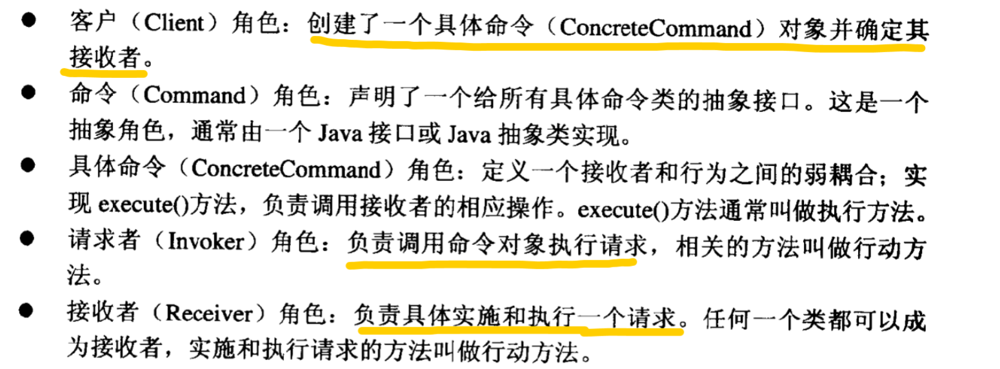 ● 客户（Client）角色：创建了一个具体命令（ConcreteCommand）对象并确定其
接收者。
● 命令（Command）角色：声明了一个给所有具体命令类的抽象接口。这是一个
抽象角色，通常由一个 Java 接口或 Java 抽象类实现。
● 具体命令（ConcreteCommand）角色：定义一个接收者和行为之间的弱耦合；实
现 execute()方法，负责调用接收者的相应操作。execute()方法通常叫做执行方法。
● 请求者（Invoker）角色：负责调用命令对象执行请求，相关的方法叫做行动方
法。
● 接收者（Receiver）角色：负责具体实施和执行一个请求。任何一个类都可以成
为接收者，实施和执行请求的方法叫做行动方法。